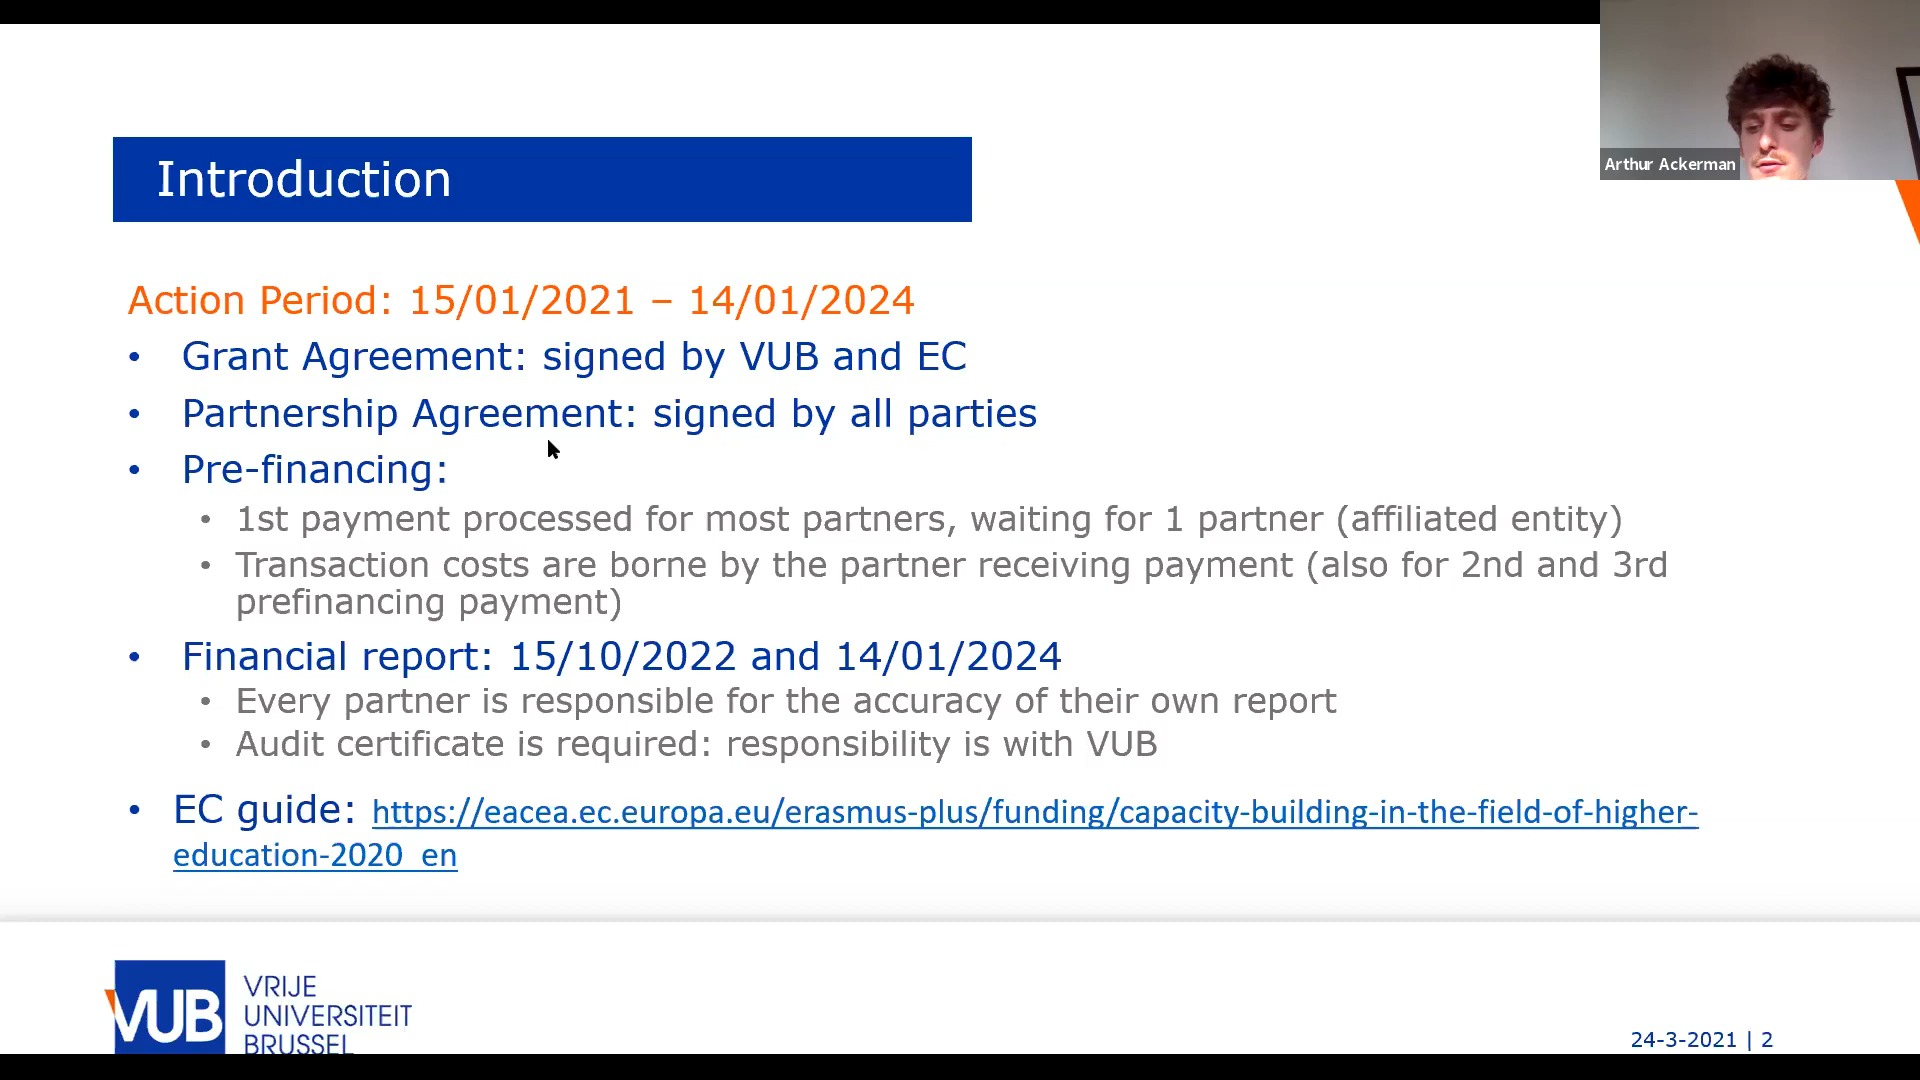 Introduction
Arthur Ackerman
Action Period: 15/01/2021 – 14/01/2024
• Grant Agreement: signed by VUB and EC
• Partnership Agreement: signed by all parties
• Pre-financing:
• 1st payment processed for most partners, waiting for 1 partner (affiliated entity)
• Transaction costs are borne by the partner receiving payment (also for 2nd and 3rd
prefinancing payment)
• Financial report: 15/10/2022 and 14/01/2024
• Every partner is responsible for the accuracy of their own report
• Audit certificate is required: responsibility is with VUB
• EC guide: https://eacea.ec.europa.eu/erasmus-plus/funding/capacity-building-in-the-field-of-higher-
education-2020_en
VUB
VRIJE
UNIVERSITEIT
BRUSSEL
24-3-2021 | 2